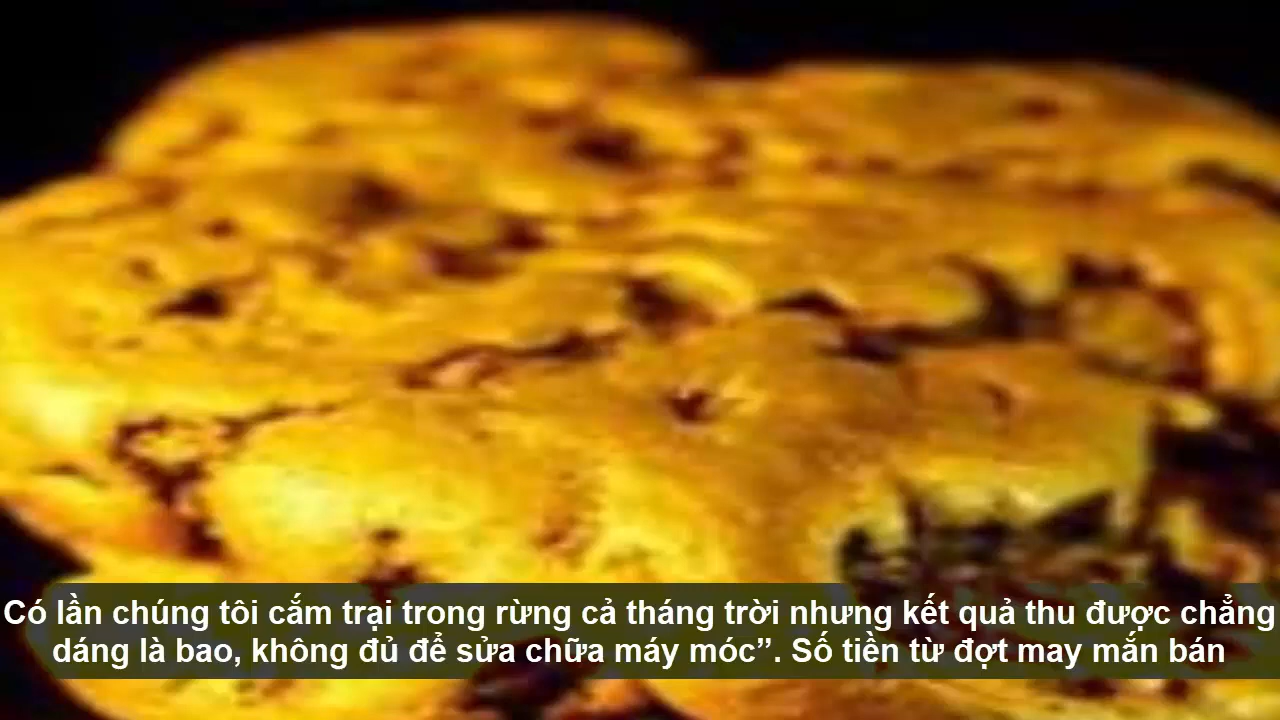 Có lần chúng tôi cắm trại trong rừng cả tháng trời nhưng kết quả thu được chẳng
dáng là bao, không đủ để sửa chữa máy móc”. Số tiền từ đợt may mắn bán